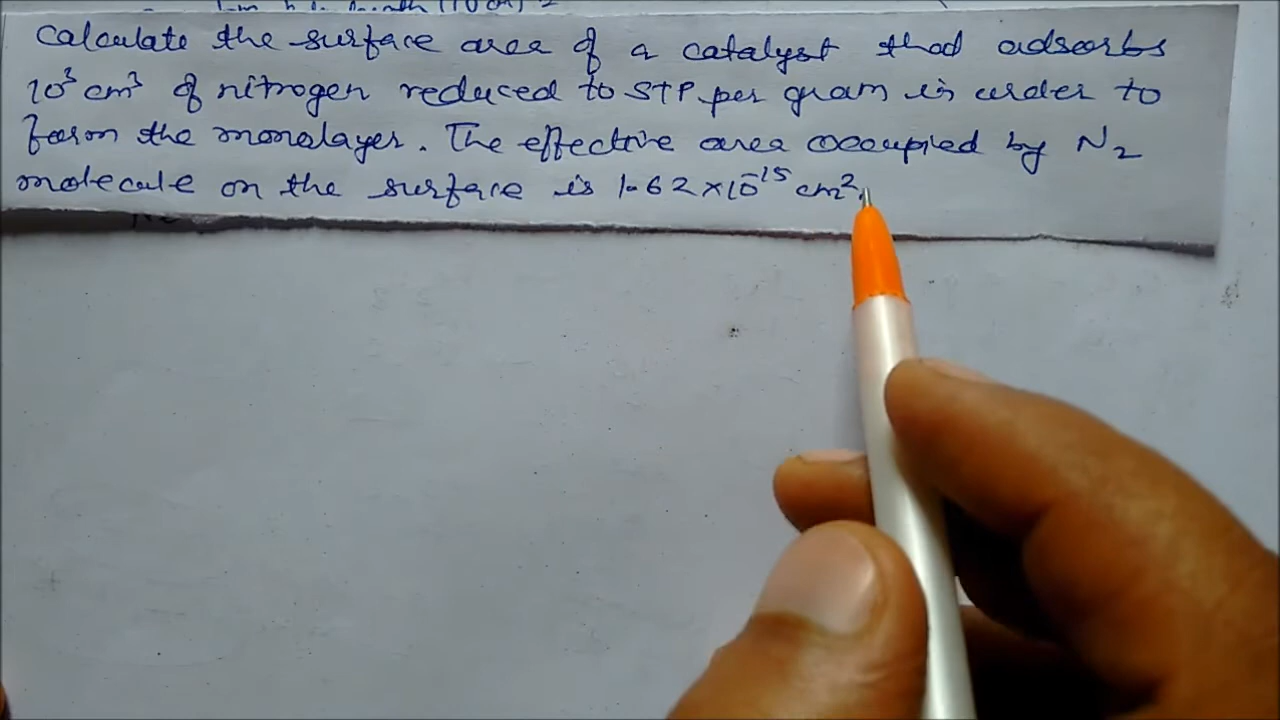 Calculate the surface area of a catalyst that adsorbs
10³ cm³ of nitrogen reduced to STP per gram in order to
form the monolayer. The effective area occupied by N₂
molecule on the surface is 1.62 × 10⁻¹⁵ cm².